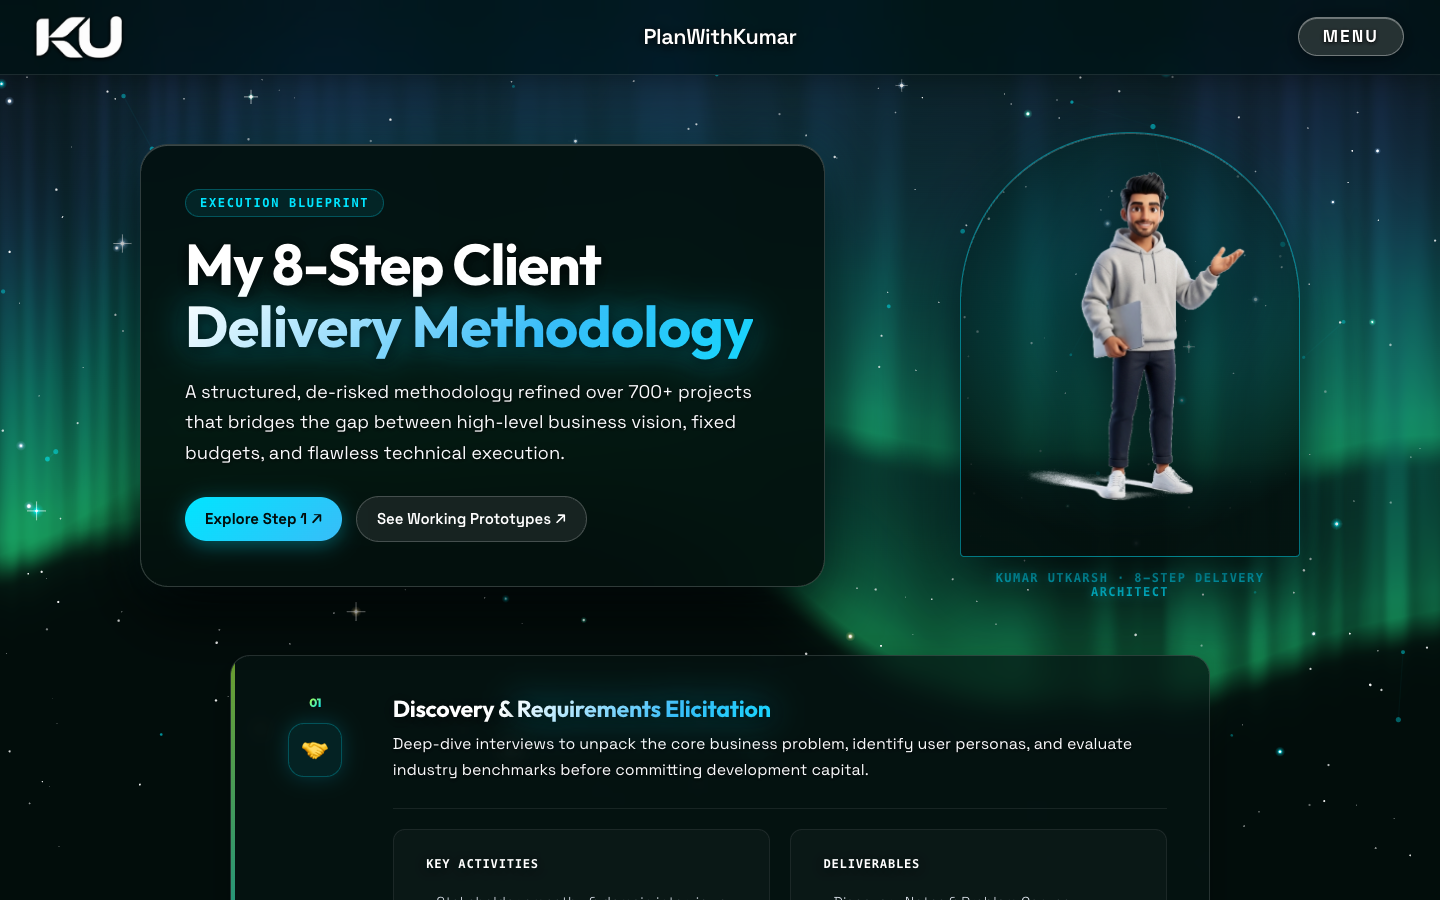 KU
PlanWithKumar
MENU
EXECUTION BLUEPRINT
My 8-Step Client
Delivery Methodology
A structured, de-risked methodology refined over 700+ projects
that bridges the gap between high-level business vision, fixed
budgets, and flawless technical execution.
Explore Step 1 ↗
See Working Prototypes ↗
KUMAR UTKARSH · 8-STEP DELIVERY
ARCHITECT
01
Discovery & Requirements Elicitation
Deep-dive interviews to unpack the core business problem, identify user personas, and evaluate
industry benchmarks before committing development capital.
KEY ACTIVITIES
DELIVERABLES